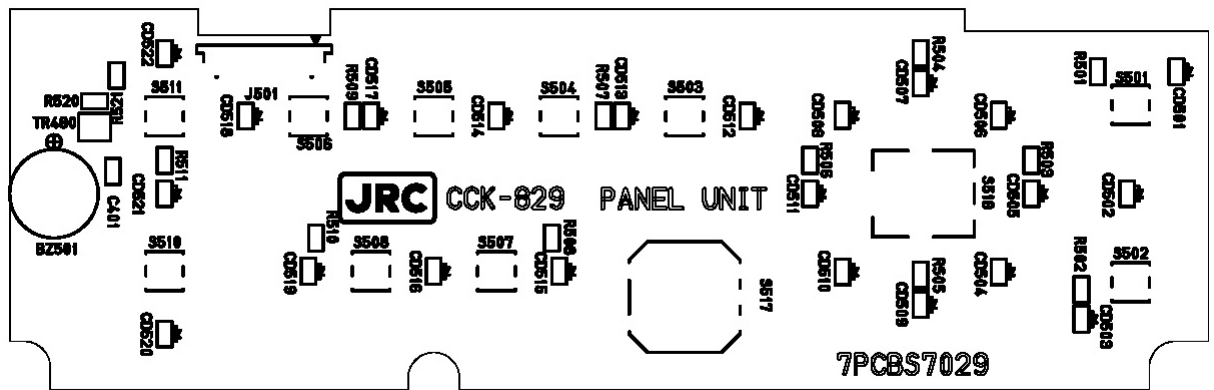 CD522
R504
R501
S501
R521
S511
R520
TR480
J501
CD518
S506
R509
CD517
S505
CD514
S504
R507
CD513
S503
CD512
CD508
CD507
CD506
CD501
R511
CD521
C401
BZ501
JRC CCK-829 PANEL UNIT
R506
CD511
S518
R503
CD505
CD502
S510
R510
CD519
S508
CD516
S507
R508
CD515
S517
CD510
R505
CD509
CD504
R502
S502
CD503
CD520
7PCBS7029